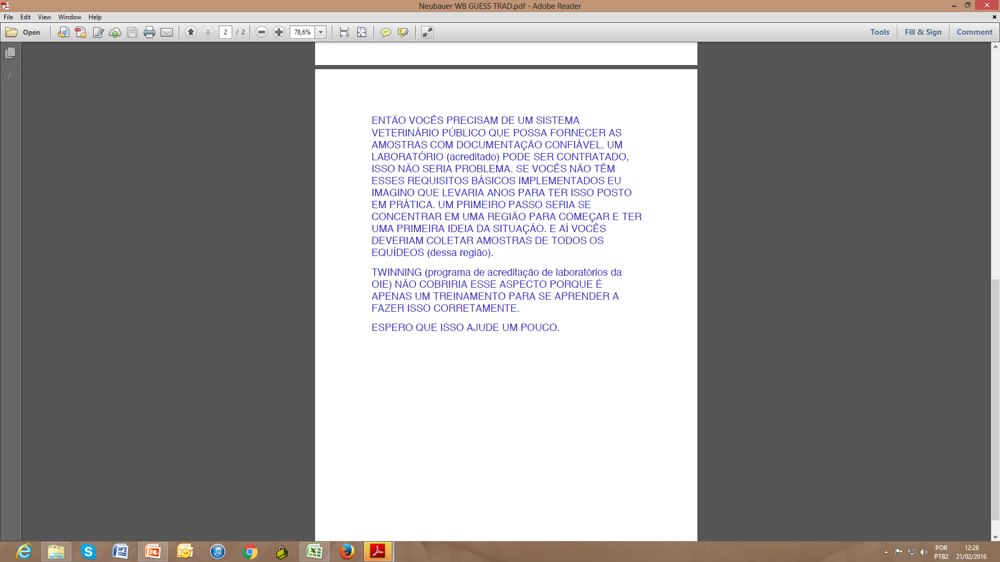 Neubauer WB GUESS TRAD.pdf - Adobe Reader
File Edit View Window Help
Open 2 / 2 78,6% Tools Fill & Sign Comment
ENTÃO VOCÊS PRECISAM DE UM SISTEMA
VETERINÁRIO PÚBLICO QUE POSSA FORNECER AS
AMOSTRAS COM DOCUMENTAÇÃO CONFIÁVEL. UM
LABORATÓRIO (acreditado) PODE SER CONTRATADO,
ISSO NÃO SERIA PROBLEMA. SE VOCÊS NÃO TÊM
ESSES REQUISITOS BÁSICOS IMPLEMENTADOS EU
IMAGINO QUE LEVARIA ANOS PARA TER ISSO POSTO
EM PRÁTICA. UM PRIMEIRO PASSO SERIA SE
CONCENTRAR EM UMA REGIÃO PARA COMEÇAR E TER
UMA PRIMEIRA IDEIA DA SITUAÇÃO. E AÍ VOCÊS
DEVERIAM COLETAR AMOSTRAS DE TODOS OS
EQUÍDEOS (dessa região).
TWINNING (programa de acreditação de laboratórios da
OIE) NÃO COBRIRIA ESSE ASPECTO PORQUE É
APENAS UM TREINAMENTO PARA SE APRENDER A
FAZER ISSO CORRETAMENTE.
ESPERO QUE ISSO AJUDE UM POUCO.
POR 12:28
PTB2 21/02/2016